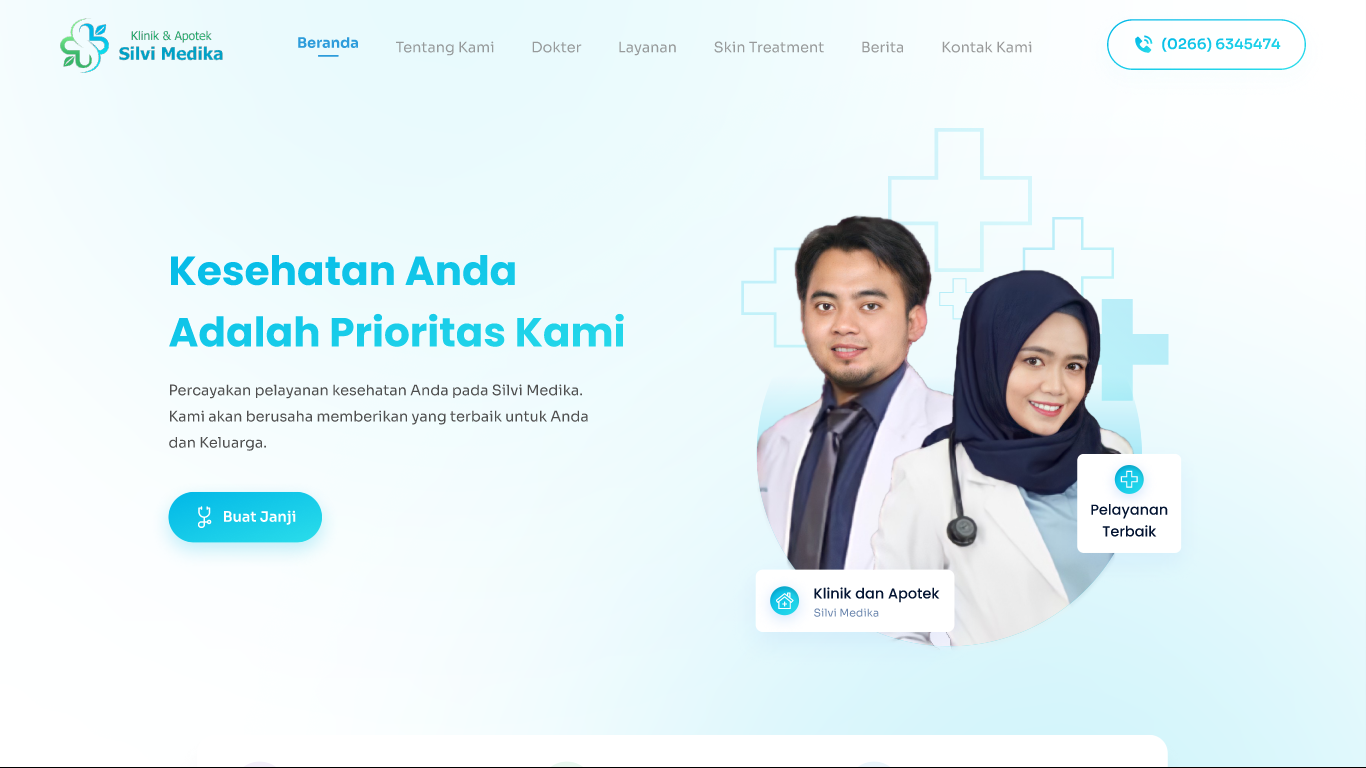 Klinik & Apotek
Silvi Medika
Beranda
Tentang Kami
Dokter
Layanan
Skin Treatment
Berita
Kontak Kami
(0266) 6345474
Kesehatan Anda
Adalah Prioritas Kami
Percayakan pelayanan kesehatan Anda pada Silvi Medika.
Kami akan berusaha memberikan yang terbaik untuk Anda
dan Keluarga.
Buat Janji
Pelayanan
Terbaik
Klinik dan Apotek
Silvi Medika